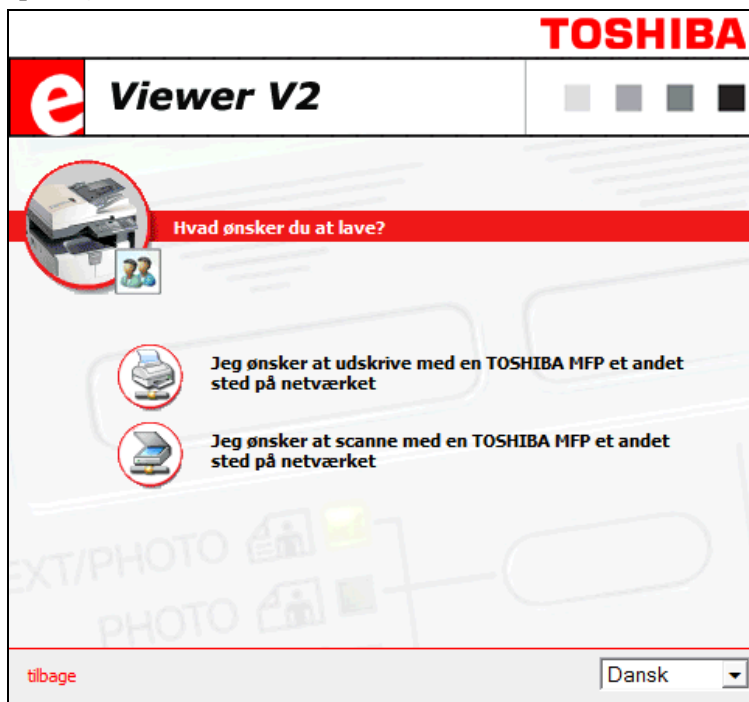 TOSHIBA
e Viewer V2
Hvad ønsker du at lave?
Jeg ønsker at udskrive med en TOSHIBA MFP et andet
sted på netværket
Jeg ønsker at scanne med en TOSHIBA MFP et andet
sted på netværket
EXT/PHOTO
PHOTO
tilbage
Dansk